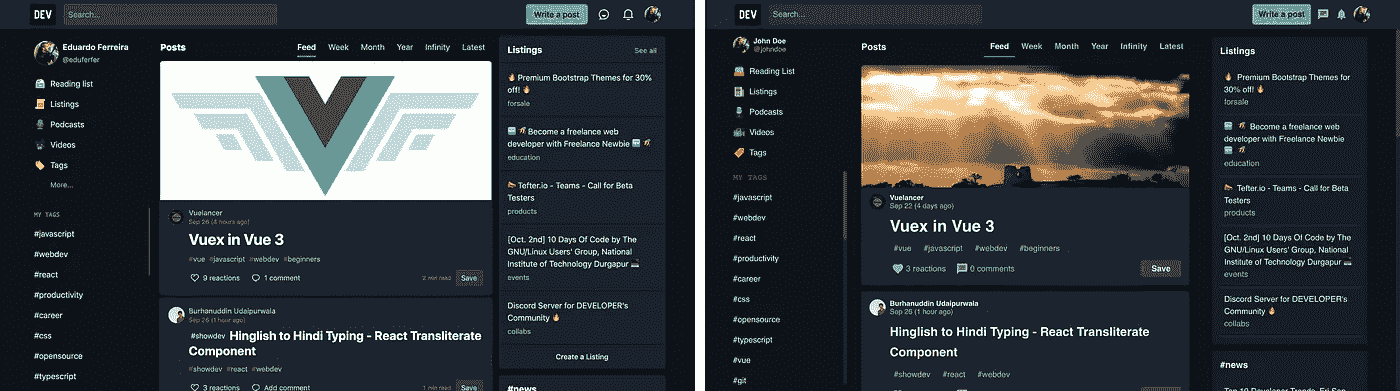 DEV
Search...
Write a post
Eduardo Ferreira
@eduferfer
Reading list
Listings
Podcasts
Videos
Tags
More...
MY TAGS
#javascript
#webdev
#react
#productivity
#career
#css
#opensource
#typescript
Posts
Feed Week Month Year Infinity Latest
Vuelancer
Sep 26 (4 hours ago)
Vuex in Vue 3
#vue #javascript #webdev #beginners
9 reactions 1 comment 2 min read Save
Burhanuddin Udaipurwala
Sep 26 (1 hour ago)
#showdev Hinglish to Hindi Typing - React Transliterate
Component
#showdev #react #webdev
3 reactions Add comment 1 min read Save
Listings See all
Premium Bootstrap Themes for 30%
off!
forsale
Become a freelance web
developer with Freelance Newbie
education
Tefter.io - Teams - Call for Beta
Testers
products
[Oct. 2nd] 10 Days Of Code by The
GNU/Linux Users' Group, National
Institute of Technology Durgapur
events
Discord Server for DEVELOPER's
Community
collabs
Create a Listing
#news
DEV
Search...
Write a post
John Doe
@johndoe
Reading List
Listings
Podcasts
Videos
Tags
MY TAGS
#javascript
#webdev
#react
#productivity
#career
#css
#opensource
#typescript
#vue
#git
Posts
Feed Week Month Year Infinity Latest
Vuelancer
Sep 22 (4 days ago)
Vuex in Vue 3
#vue #javascript #webdev #beginners
3 reactions 0 comments Save
Burhanuddin Udaipurwala
Sep 26 (1 hour ago)
Hinglish to Hindi Typing - React Transliterate
Component
#showdev #react #webdev
Listings
Premium Bootstrap Themes for
30% off!
forsale
Become a freelance web
developer with Freelance Newbie
education
Tefter.io - Teams - Call for Beta
Testers
products
[Oct. 2nd] 10 Days Of Code by The
GNU/Linux Users' Group, National
Institute of Technology Durgapur
events
Discord Server for DEVELOPER's
Community
collabs
#news